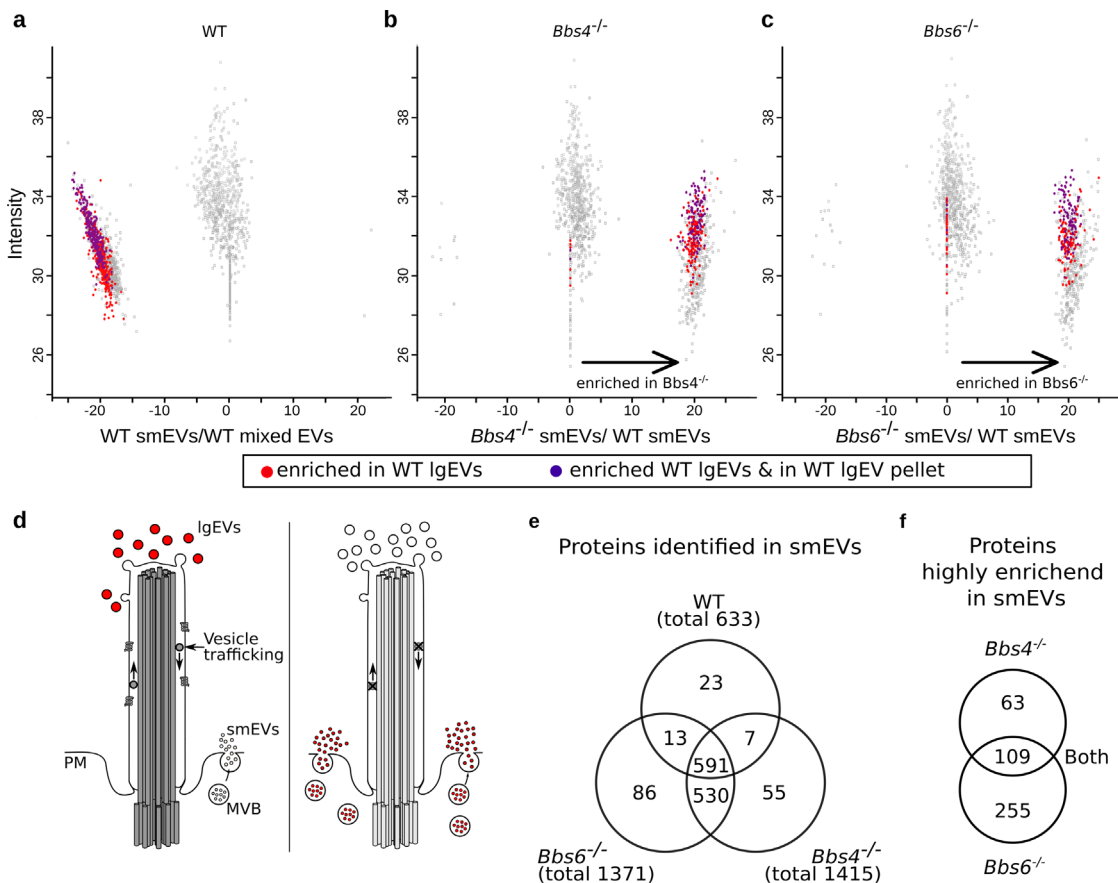 a
WT
b
Bbs4-/-
c
Bbs6-/-
Intensity
38
34
30
26
-20
-10
0
10
20
WT smEVs/WT mixed EVs
38
34
30
26
-20
-10
0
10
20
enriched in Bbs4-/-
Bbs4-/- smEVs/ WT smEVs
38
34
30
26
-20
-10
0
10
20
enriched in Bbs6-/-
Bbs6-/- smEVs/ WT smEVs
enriched in WT lgEVs
enriched WT lgEVs & in WT lgEV pellet
d
lgEVs
Vesicle
trafficking
smEVs
PM
MVB
e
Proteins identified in smEVs
WT
(total 633)
23
13
7
591
86
530
55
Bbs6-/-
(total 1371)
Bbs4-/-
(total 1415)
f
Proteins
highly enrichend
in smEVs
Bbs4-/-
63
109
Both
255
Bbs6-/-